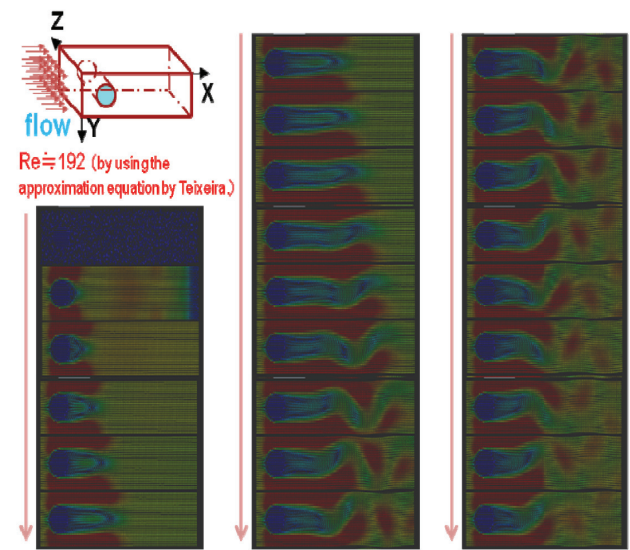 Z
X
flow
Y
Re≒192 (by using the
approximation equation by Teixeira.)